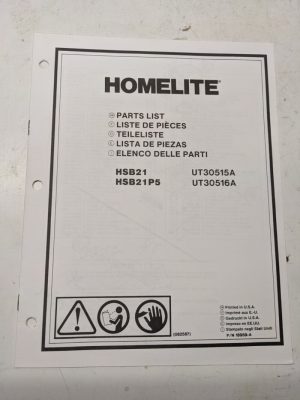 HOMELITE®
PARTS LIST
LISTE DE PIÈCES
TEILELISTE
LISTA DE PIEZAS
ELENCO DELLE PARTI
HSB21 UT30515A
HSB21P5 UT30516A
Printed in U.S.A.
Imprimé aux E.-U.
Gedruckt in U.S.A.
Impreso en EE.UU.
Stampato negli Stati Uniti